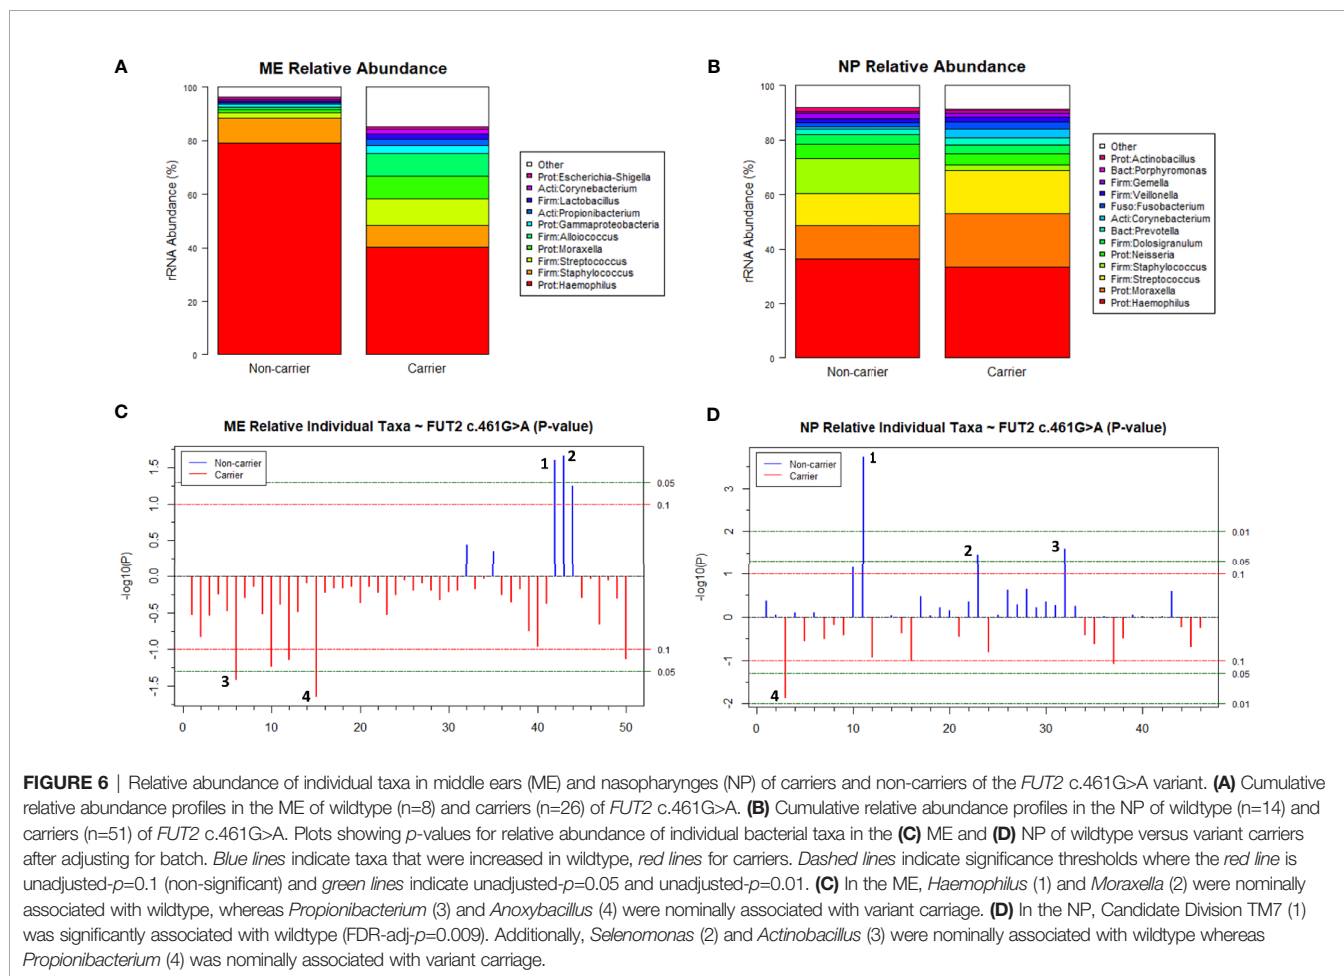 A
ME Relative Abundance
rRNA Abundance (%)
100
80
60
40
20
0
Non-carrier
Carrier
Other
Prot:Escherichia-Shigella
Acti:Corynebacterium
Firm:Lactobacillus
Acti:Propionibacterium
Prot:Gammaproteobacteria
Firm:Alloiococcus
Prot:Moraxella
Firm:Streptococcus
Firm:Staphylococcus
Prot:Haemophilus
B
NP Relative Abundance
rRNA Abundance (%)
100
80
60
40
20
0
Non-carrier
Carrier
Other
Prot:Actinobacillus
Bact:Porphyromonas
Firm:Gemella
Firm:Veillonella
Fuso:Fusobacterium
Acti:Corynebacterium
Bact:Prevotella
Firm:Dolosigranulum
Prot:Neisseria
Firm:Staphylococcus
Firm:Streptococcus
Prot:Moraxella
Prot:Haemophilus
C
ME Relative Individual Taxa ~ FUT2 c.461G>A (P-value)
Non-carrier
Carrier
-log10(P)
1.5
1.0
0.5
0.0
-0.5
-1.0
-1.5
1
2
3
4
0.05
0.1
0.1
0.05
0 10 20 30 40 50
D
NP Relative Individual Taxa ~ FUT2 c.461G>A (P-value)
Non-carrier
Carrier
-log10(P)
3
2
1
0
-1
-2
1
2
3
4
0.01
0.05
0.1
0.1
0.05
0.01
0 10 20 30 40
FIGURE 6 | Relative abundance of individual taxa in middle ears (ME) and nasopharynges (NP) of carriers and non-carriers of the FUT2 c.461G>A variant. (A) Cumulative
relative abundance profiles in the ME of wildtype (n=8) and carriers (n=26) of FUT2 c.461G>A. (B) Cumulative relative abundance profiles in the NP of wildtype (n=14) and
carriers (n=51) of FUT2 c.461G>A. Plots showing p-values for relative abundance of individual bacterial taxa in the (C) ME and (D) NP of wildtype versus variant carriers
after adjusting for batch. Blue lines indicate taxa that were increased in wildtype, red lines for carriers. Dashed lines indicate significance thresholds where the red line is
unadjusted-p=0.1 (non-significant) and green lines indicate unadjusted-p=0.05 and unadjusted-p=0.01. (C) In the ME, Haemophilus (1) and Moraxella (2) were nominally
associated with wildtype, whereas Propionibacterium (3) and Anoxybacillus (4) were nominally associated with variant carriage. (D) In the NP, Candidate Division TM7 (1)
was significantly associated with wildtype (FDR-adj-p=0.009). Additionally, Selenomonas (2) and Actinobacillus (3) were nominally associated with wildtype whereas
Propionibacterium (4) was nominally associated with variant carriage.